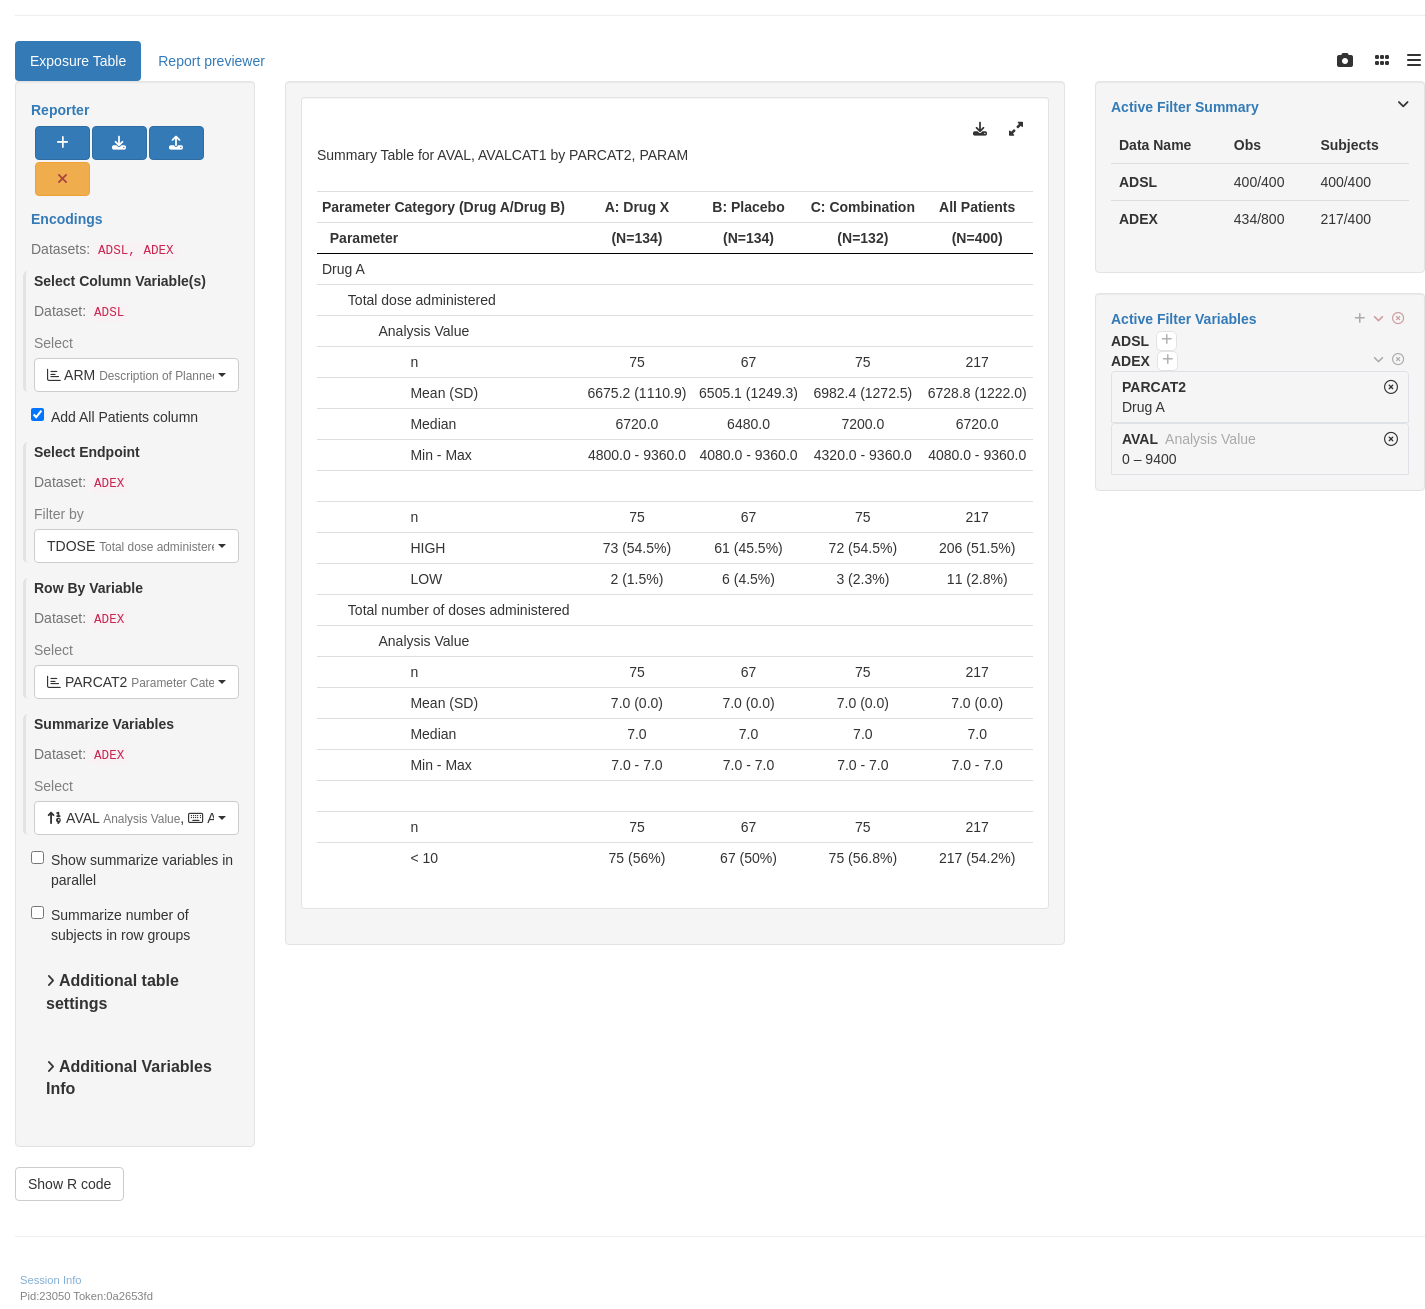 Exposure Table
Report previewer
Reporter
Encodings
Datasets: ADSL, ADEX
Select Column Variable(s)
Dataset: ADSL
Select
ARM Description of Planned
Add All Patients column
Select Endpoint
Dataset: ADEX
Filter by
TDOSE Total dose administere
Row By Variable
Dataset: ADEX
Select
PARCAT2 Parameter Cate
Summarize Variables
Dataset: ADEX
Select
AVAL Analysis Value, A
Show summarize variables in
parallel
Summarize number of
subjects in row groups
Additional table
settings
Additional Variables
Info
Show R code
Summary Table for AVAL, AVALCAT1 by PARCAT2, PARAM
Parameter Category (Drug A/Drug B) A: Drug X B: Placebo C: Combination All Patients
Parameter (N=134) (N=134) (N=132) (N=400)
Drug A
Total dose administered
Analysis Value
n 75 67 75 217
Mean (SD) 6675.2 (1110.9) 6505.1 (1249.3) 6982.4 (1272.5) 6728.8 (1222.0)
Median 6720.0 6480.0 7200.0 6720.0
Min - Max 4800.0 - 9360.0 4080.0 - 9360.0 4320.0 - 9360.0 4080.0 - 9360.0
n 75 67 75 217
HIGH 73 (54.5%) 61 (45.5%) 72 (54.5%) 206 (51.5%)
LOW 2 (1.5%) 6 (4.5%) 3 (2.3%) 11 (2.8%)
Total number of doses administered
Analysis Value
n 75 67 75 217
Mean (SD) 7.0 (0.0) 7.0 (0.0) 7.0 (0.0) 7.0 (0.0)
Median 7.0 7.0 7.0 7.0
Min - Max 7.0 - 7.0 7.0 - 7.0 7.0 - 7.0 7.0 - 7.0
n 75 67 75 217
< 10 75 (56%) 67 (50%) 75 (56.8%) 217 (54.2%)
Active Filter Summary
Data Name Obs Subjects
ADSL 400/400 400/400
ADEX 434/800 217/400
Active Filter Variables
ADSL
ADEX
PARCAT2
Drug A
AVAL Analysis Value
0 – 9400
Session Info
Pid:23050 Token:0a2653fd